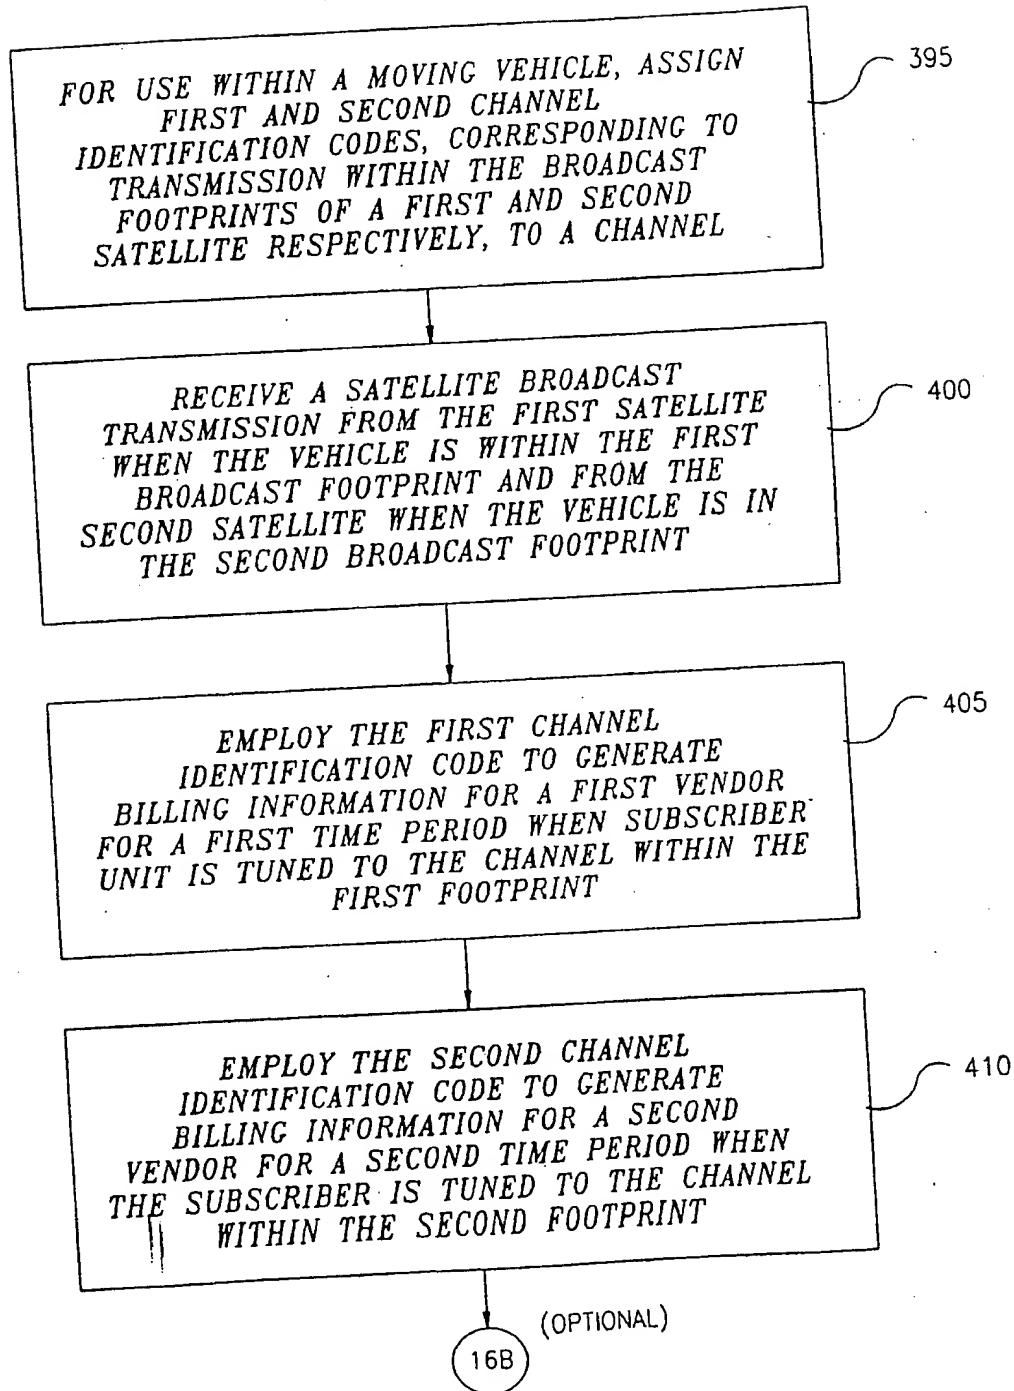 FOR USE WITHIN A MOVING VEHICLE, ASSIGN
FIRST AND SECOND CHANNEL
IDENTIFICATION CODES, CORRESPONDING TO
TRANSMISSION WITHIN THE BROADCAST
FOOTPRINTS OF A FIRST AND SECOND
SATELLITE RESPECTIVELY, TO A CHANNEL
395
RECEIVE A SATELLITE BROADCAST
TRANSMISSION FROM THE FIRST SATELLITE
WHEN THE VEHICLE IS WITHIN THE FIRST
BROADCAST FOOTPRINT AND FROM THE
SECOND SATELLITE WHEN THE VEHICLE IS IN
THE SECOND BROADCAST FOOTPRINT
400
EMPLOY THE FIRST CHANNEL
IDENTIFICATION CODE TO GENERATE
BILLING INFORMATION FOR A FIRST VENDOR
FOR A FIRST TIME PERIOD WHEN SUBSCRIBER
UNIT IS TUNED TO THE CHANNEL WITHIN THE
FIRST FOOTPRINT
405
EMPLOY THE SECOND CHANNEL
IDENTIFICATION CODE TO GENERATE
BILLING INFORMATION FOR A SECOND
VENDOR FOR A SECOND TIME PERIOD WHEN
THE SUBSCRIBER IS TUNED TO THE CHANNEL
WITHIN THE SECOND FOOTPRINT
410
(OPTIONAL)
16B